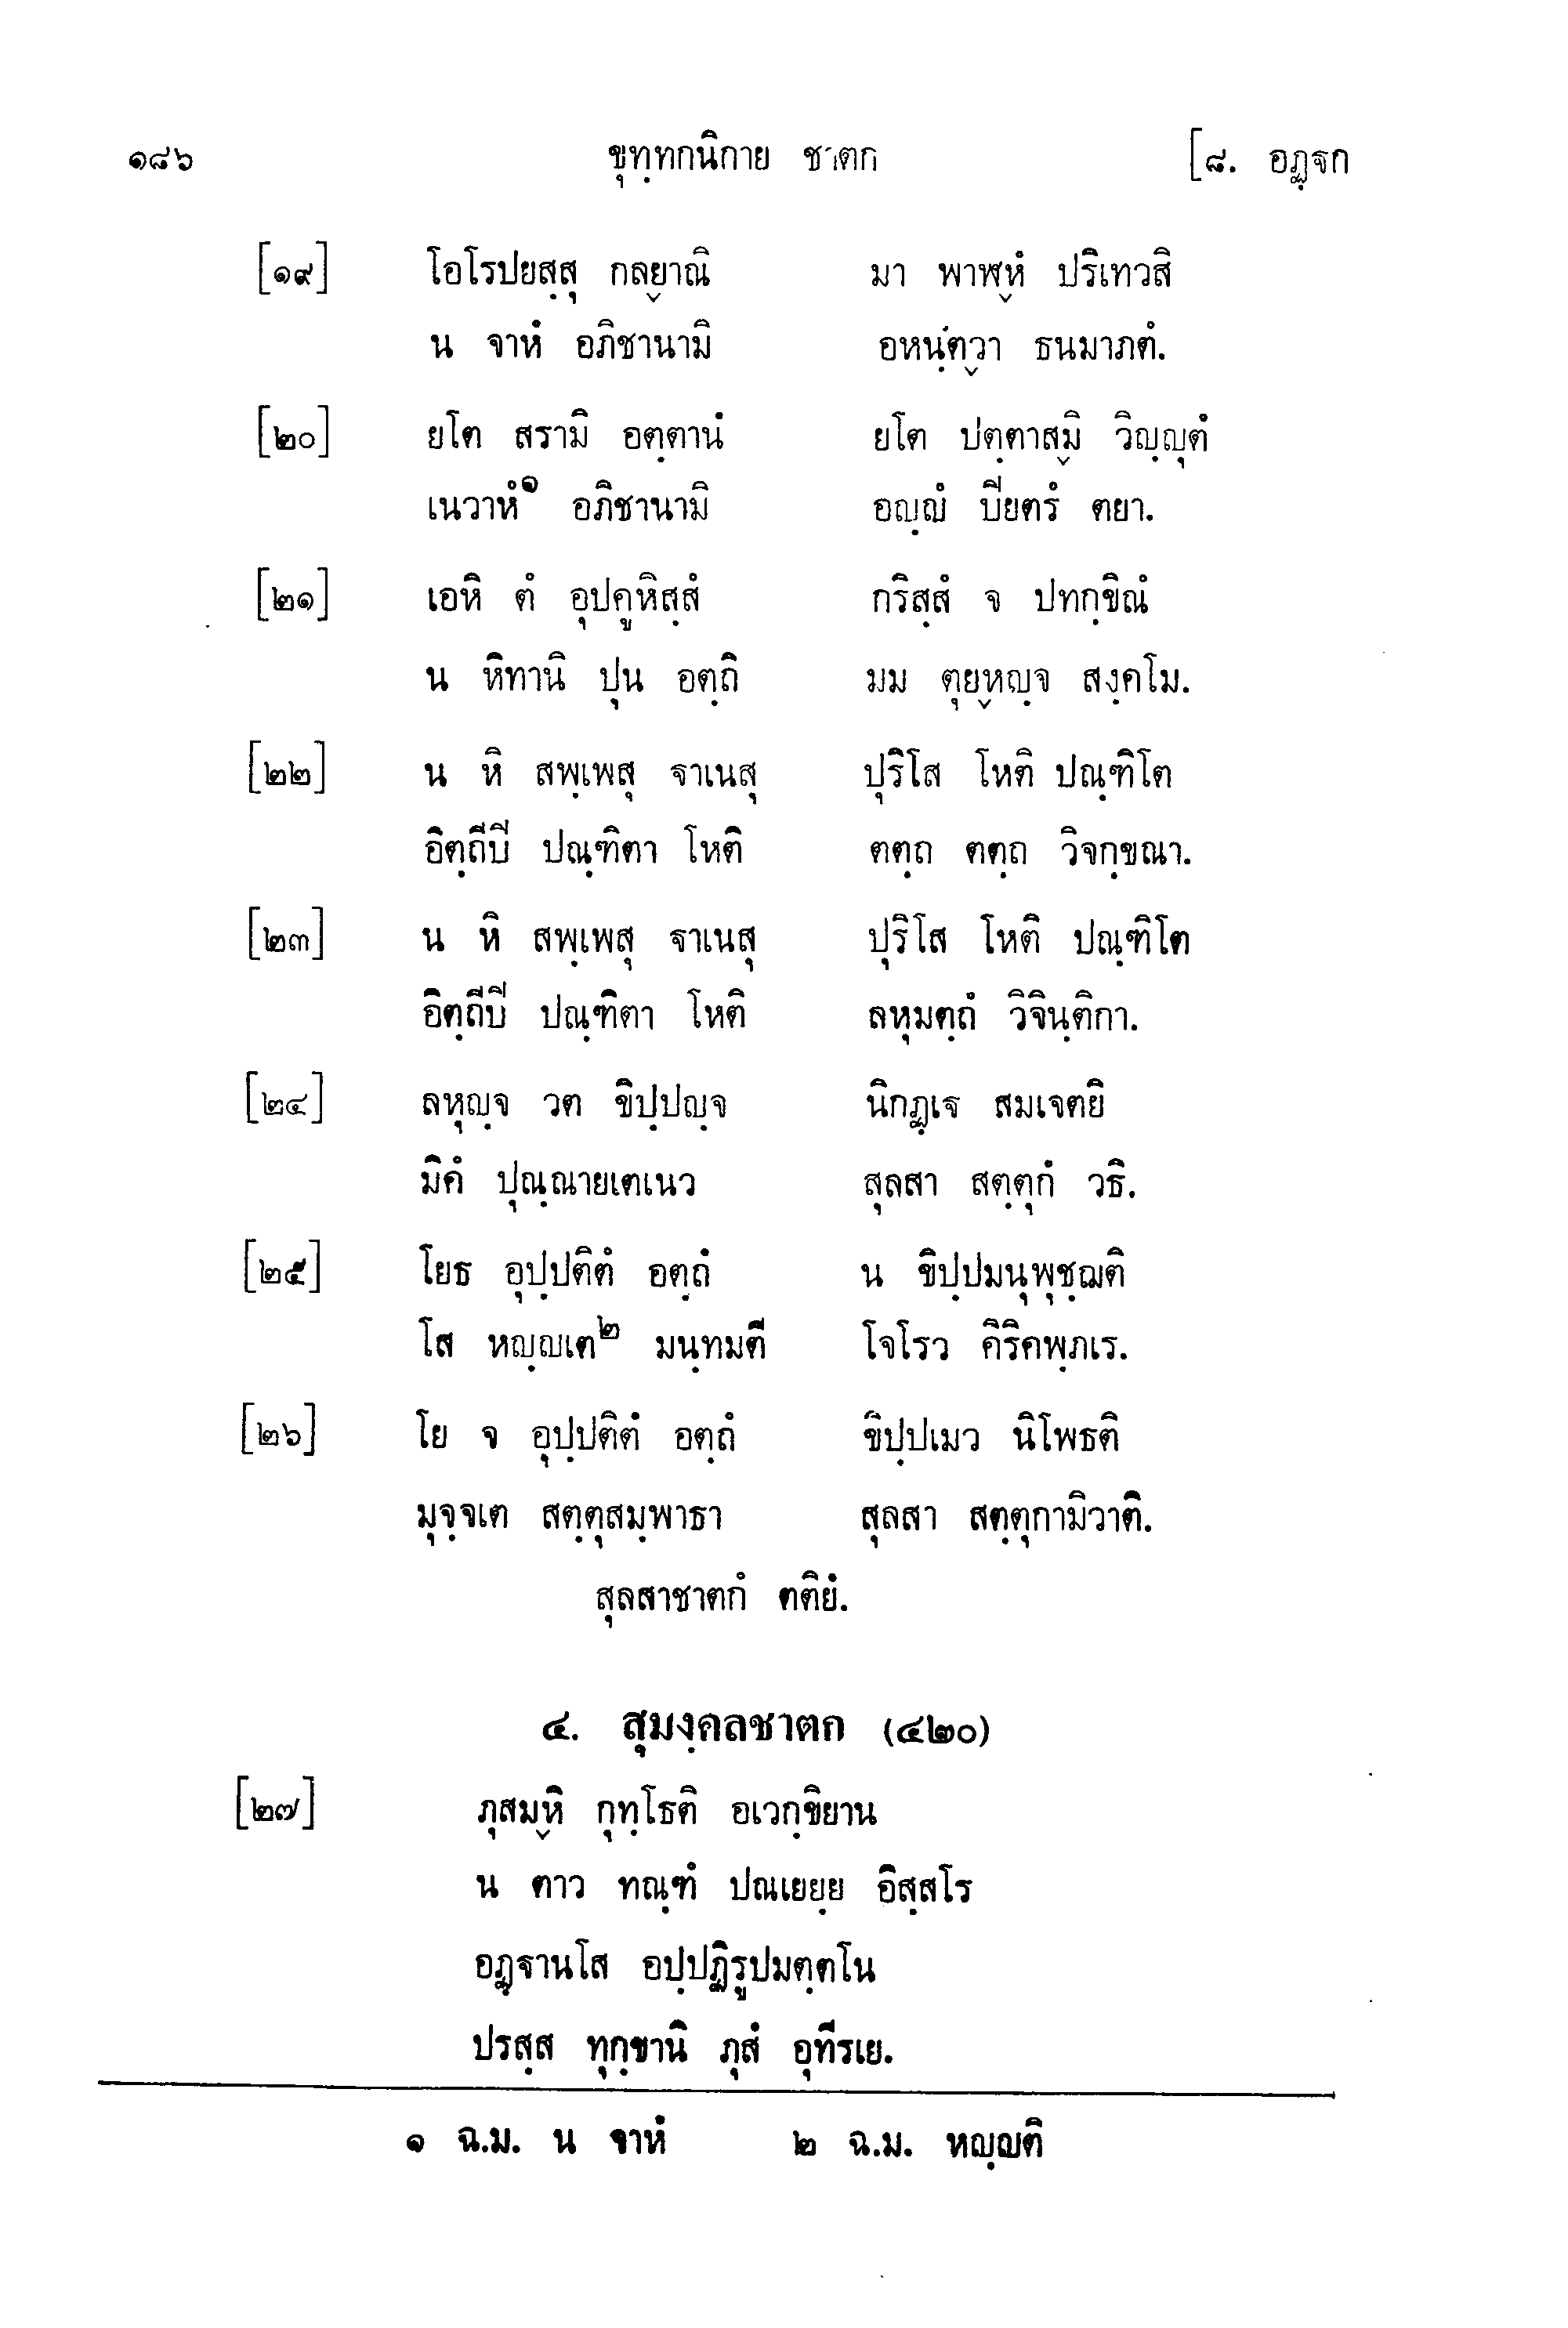 ๑๘๖ ขุทฺทกนิกาย ชาตก [๘. อฏฺฐก
[๑๙] โอโรปยสฺสุ กลฺยาณิ มา พาฬฺหํ ปริเทวสิ
น จาหํ อภิชานามิ อหนฺตฺวา ธนมาภตํ.
[๒๐] ยโต สรามิ อตฺตานํ ยโต ปตฺตาสฺมิ วิญฺญุตํ
เนวาหํ๑ อภิชานามิ อญฺญํ ปิยตรํ ตยา.
[๒๑] เอหิ ตํ อุปคูหิสฺสํ กริสฺสํ จ ปทกฺขิณํ
น หิทานิ ปุน อตฺถิ มม ตุยฺหญฺจ สงฺคโม.
[๒๒] น หิ สพฺเพสุ ฐาเนสุ ปุริโส โหติ ปณฺฑิโต
อิตฺถีปิ ปณฺฑิตา โหติ ตตฺถ ตตฺถ วิจกฺขณา.
[๒๓] น หิ สพฺเพสุ ฐาเนสุ ปุริโส โหติ ปณฺฑิโต
อิตฺถีปิ ปณฺฑิตา โหติ ลหุมตฺถํ วิจินฺติกา.
[๒๔] ลหุญฺจ วต ขิปฺปญฺจ นิกฏฺเฐ สมเจตยิ
มิคํ ปุณฺณายเตเนว สุลสา สตฺตุกํ วธิ.
[๒๕] โยธ อุปฺปติตํ อตฺถํ น ขิปฺปมนุพุชฺฌติ
โส หญฺญเต๒ มนฺทมตี โจโรว คิริคพฺภเร.
[๒๖] โย จ อุปฺปติตํ อตฺถํ ขิปฺปเมว นิโพธติ
มุจฺจเต สตฺตุสมฺพาธา สุลสา สตฺตุกามิวาติ.
สุลสาชาตกํ ตติยํ.
๔. สุมงฺคลชาตก (๔๒๐)
[๒๗] ภุสมฺหิ กุทฺโธติ อเวกฺขิยาน
น ตาว ทณฺฑํ ปณเยยฺย อิสฺสโร
อฏฺฐานโส อปฺปฏิรูปมตฺตโน
ปรสฺส ทุกฺขานิ ภุสํ อุทีรเย.
๑ ฉ.ม. น จาหํ ๒ ฉ.ม. หญฺญติ